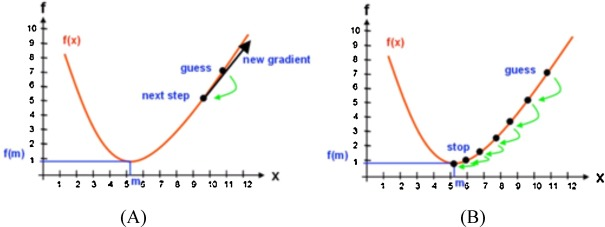 f
10
9
8
7
6
5
4
3
2
1
f(x)
guess
new gradient
next step
f(m)
m
1 2 3 4 5 6 7 8 9 10 11 12
x
(A)
f
10
9
8
7
6
5
4
3
2
1
f(x)
guess
stop
f(m)
m
1 2 3 4 5 6 7 8 9 10 11 12
x
(B)